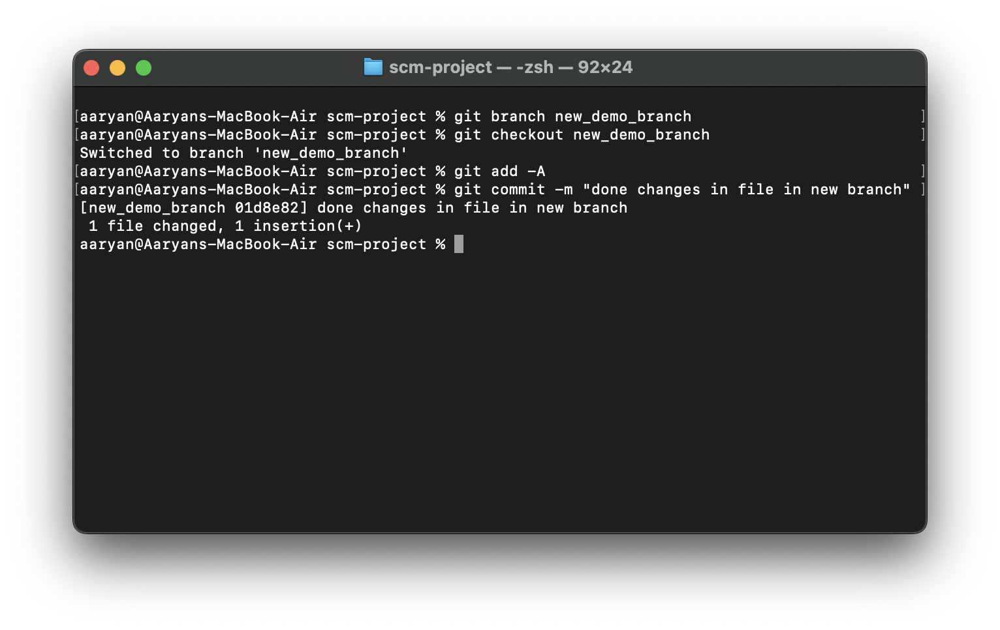 scm-project — -zsh — 92×24
[aaryan@Aaryans-MacBook-Air scm-project % git branch new_demo_branch ]
[aaryan@Aaryans-MacBook-Air scm-project % git checkout new_demo_branch ]
Switched to branch 'new_demo_branch'
[aaryan@Aaryans-MacBook-Air scm-project % git add -A ]
[aaryan@Aaryans-MacBook-Air scm-project % git commit -m "done changes in file in new branch" ]
[new_demo_branch 01d8e82] done changes in file in new branch
 1 file changed, 1 insertion(+)
aaryan@Aaryans-MacBook-Air scm-project %